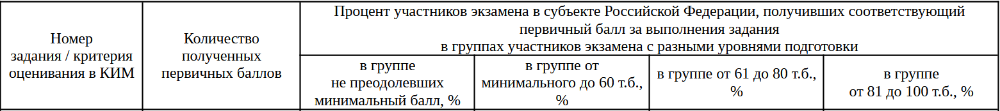 Номер
задания / критерия
оценивания в КИМ
Количество
полученных
первичных баллов
Процент участников экзамена в субъекте Российской Федерации, получивших соответствующий
первичный балл за выполнения задания
в группах участников экзамена с разными уровнями подготовки
в группе
не преодолевших
минимальный балл, %
в группе от
минимального до 60 т.б.,
%
в группе от 61 до 80 т.б.,
%
в группе
от 81 до 100 т.б., %